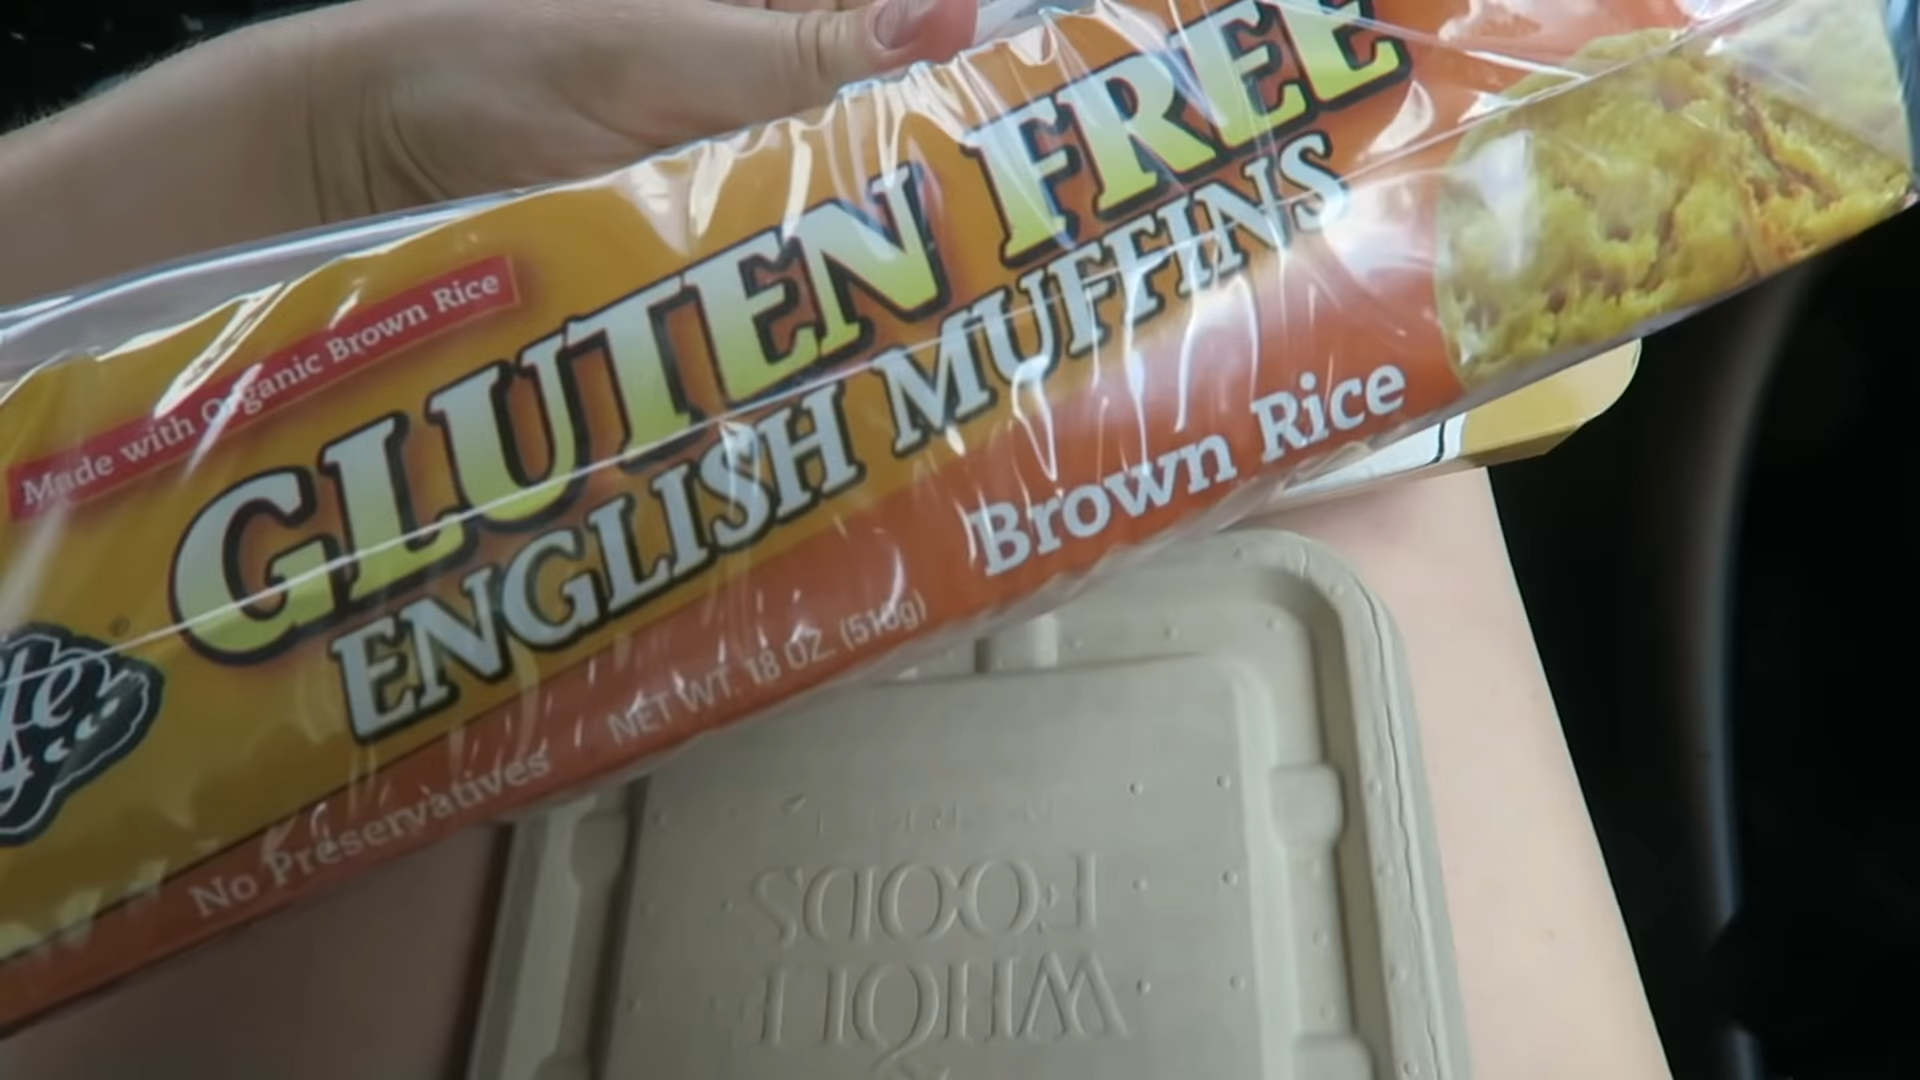 Made with Organic Brown Rice
GLUTEN FREE
ENGLISH MUFFINS
Brown Rice
NET WT. 18 OZ. (510g)
No Preservatives
WHOLE
FOODS